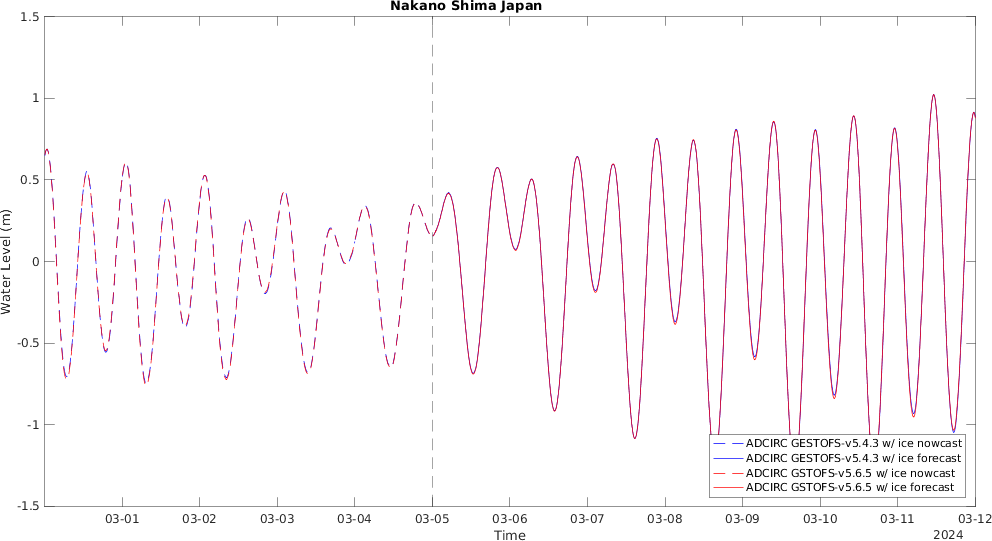 Nakano Shima Japan
1.5
1
0.5
0
-0.5
-1
-1.5
Water Level (m)
03-01 03-02 03-03 03-04 03-05 03-06 03-07 03-08 03-09 03-10 03-11 03-12
Time
2024
ADCIRC GESTOFS-v5.4.3 w/ ice nowcast
ADCIRC GESTOFS-v5.4.3 w/ ice forecast
ADCIRC GSTOFS-v5.6.5 w/ ice nowcast
ADCIRC GSTOFS-v5.6.5 w/ ice forecast